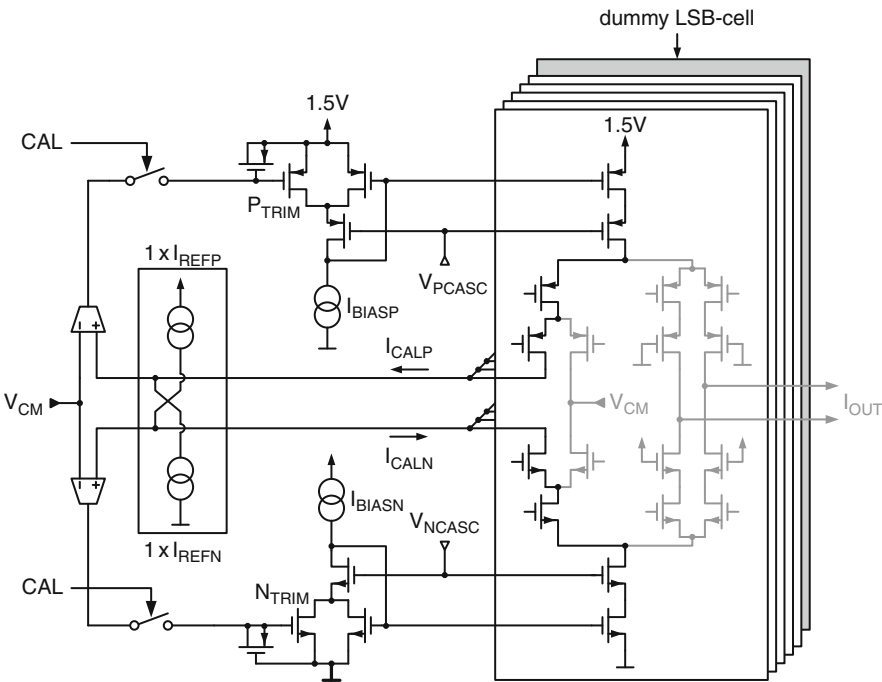 dummy LSB-cell
1.5V
1.5V
CAL
P_TRIM
1 x I_REFP
V_PCASC
I_BIASP
I_CALP
V_CM
V_CM
I_OUT
I_CALN
I_BIASN
V_NCASC
1 x I_REFN
CAL
N_TRIM
- +
- +